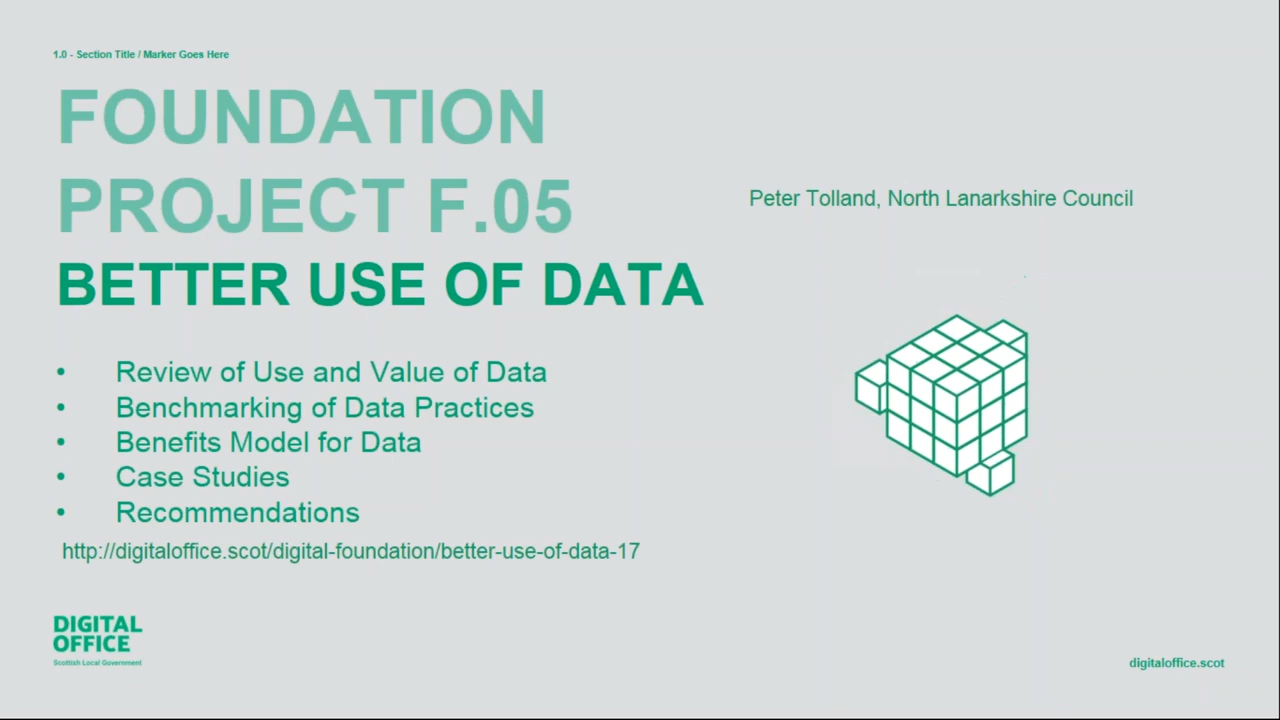 1.0 - Section Title / Marker Goes Here
FOUNDATION
PROJECT F.05
BETTER USE OF DATA
Peter Tolland, North Lanarkshire Council
• Review of Use and Value of Data
• Benchmarking of Data Practices
• Benefits Model for Data
• Case Studies
• Recommendations
http://digitaloffice.scot/digital-foundation/better-use-of-data-17
DIGITAL
OFFICE
Scottish Local Government
digitaloffice.scot